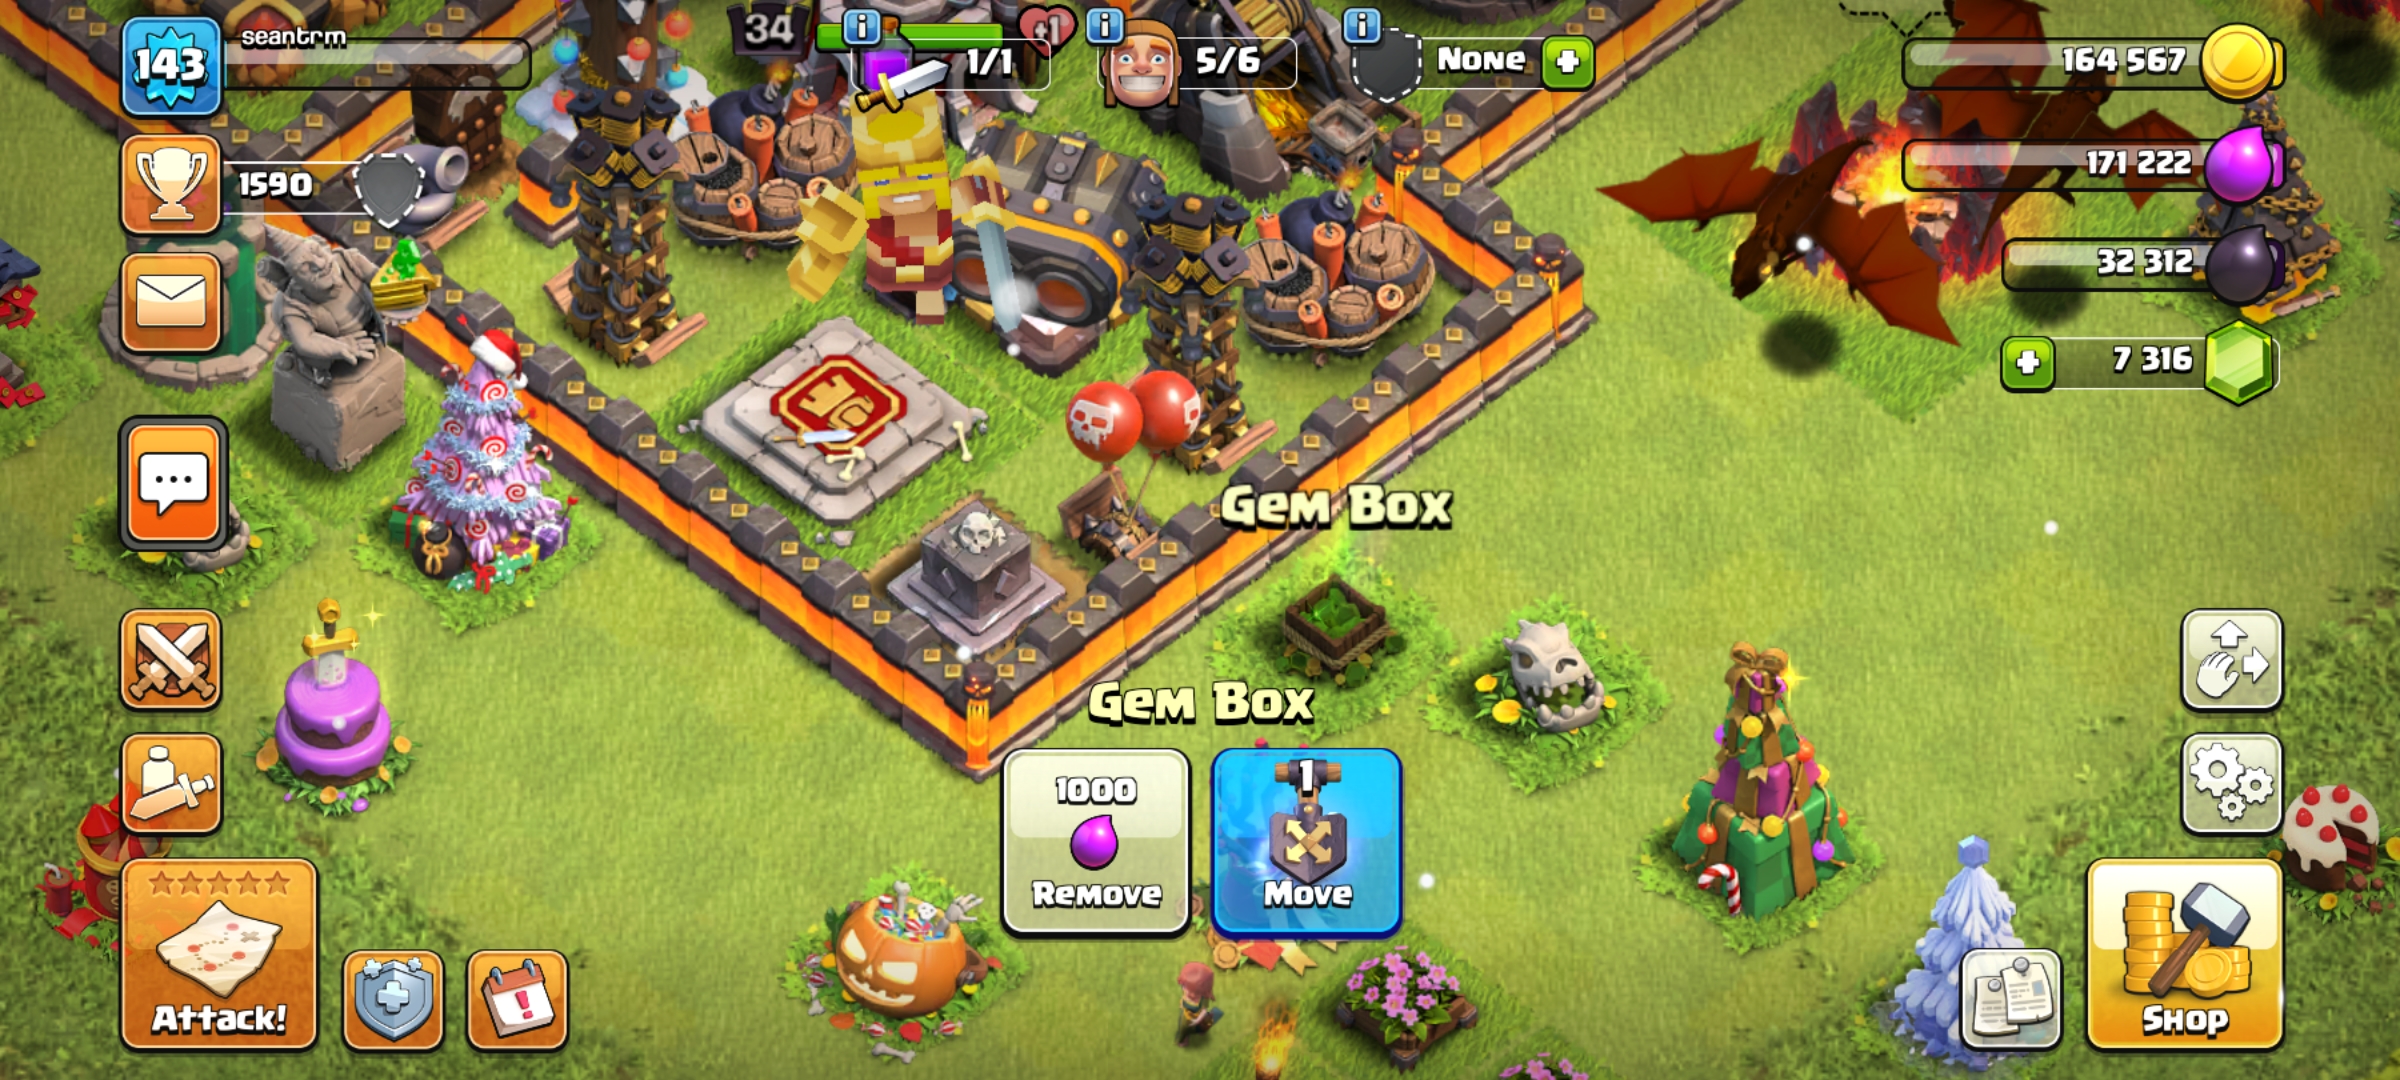 143
seantrm
34
1/1
+1
5/6
None
164 567
1590
171 222
32 312
7 316
Gem Box
Gem Box
1000
Remove
1
Move
Attack!
Shop